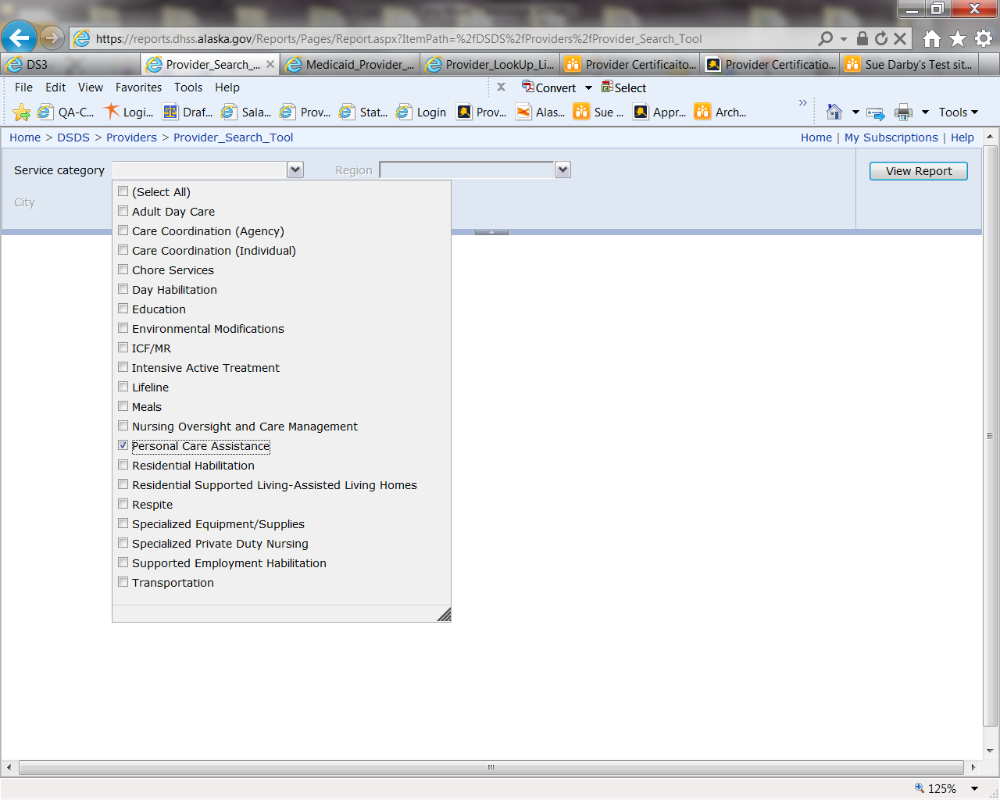 https://reports.dhss.alaska.gov/Reports/Pages/Report.aspx?ItemPath=%2fDSDS%2fProviders%2fProvider_Search_Tool
DS3 Provider_Search_... Medicaid_Provider_... Provider_LookUp_Li... Provider Certificaito... Provider Certificatio... Sue Darby's Test sit...
File Edit View Favorites Tools Help x Convert Select
QA-C... Logi... Draf... Sala... Prov... Stat... Login Prov... Alas... Sue ... Appr... Arch... » Tools
Home > DSDS > Providers > Provider_Search_Tool Home | My Subscriptions | Help
Service category Region View Report
City
(Select All)
Adult Day Care
Care Coordination (Agency)
Care Coordination (Individual)
Chore Services
Day Habilitation
Education
Environmental Modifications
ICF/MR
Intensive Active Treatment
Lifeline
Meals
Nursing Oversight and Care Management
Personal Care Assistance
Residential Habilitation
Residential Supported Living-Assisted Living Homes
Respite
Specialized Equipment/Supplies
Specialized Private Duty Nursing
Supported Employment Habilitation
Transportation
125%